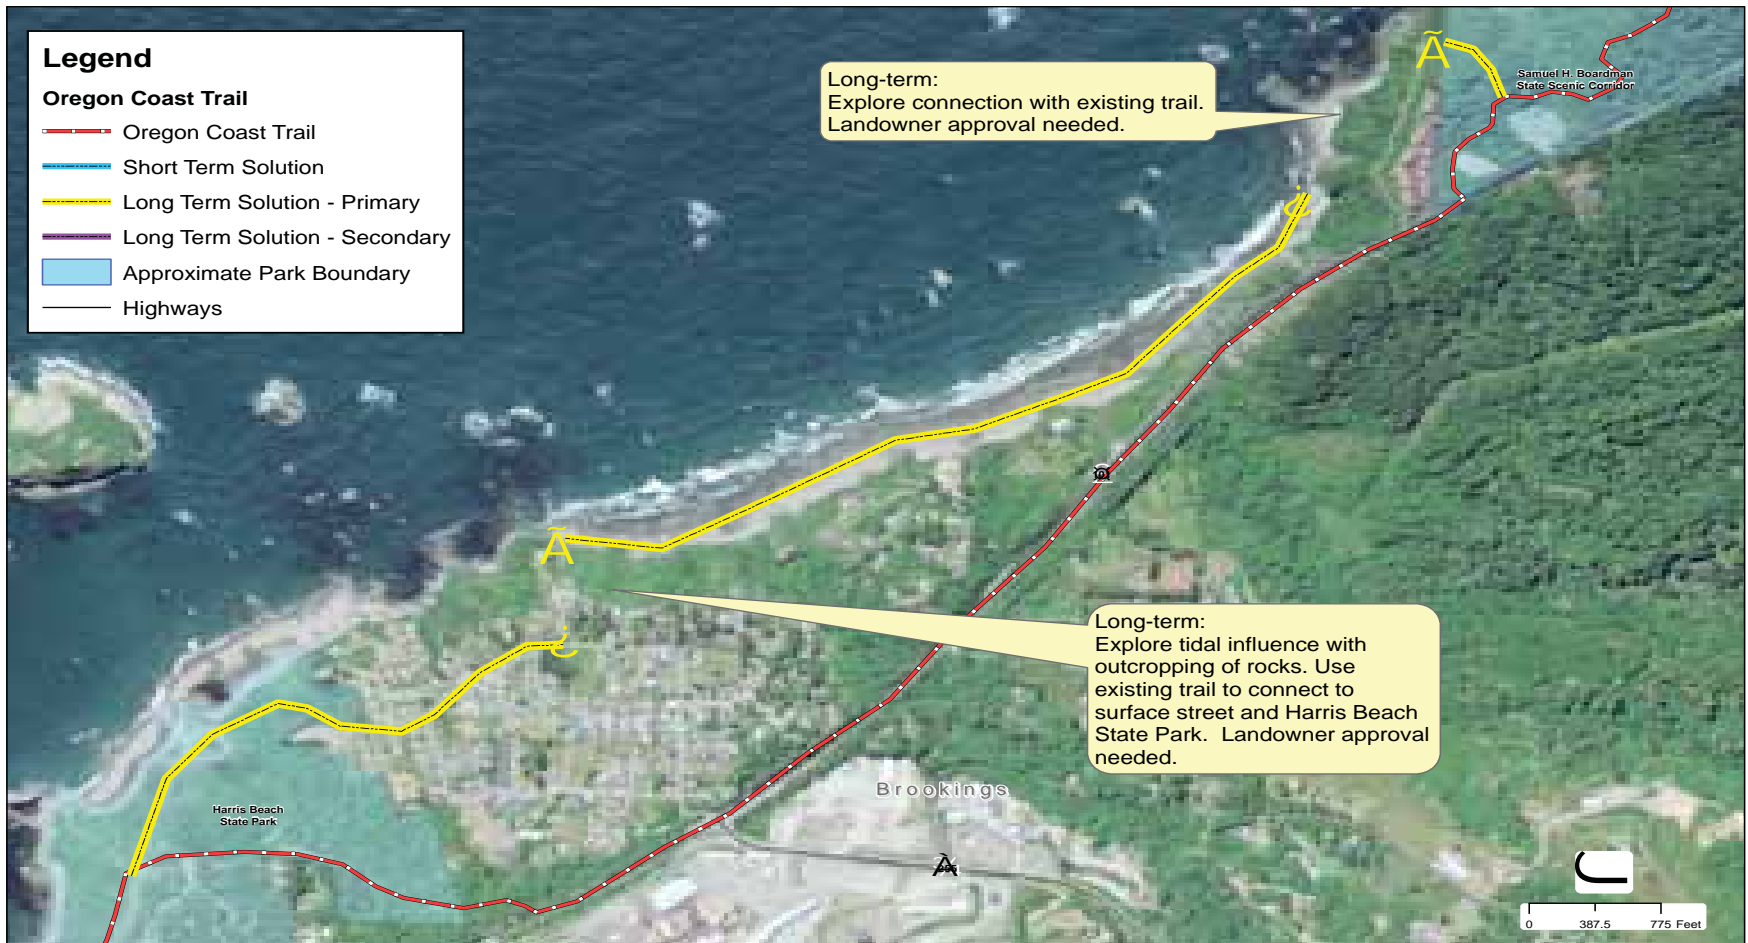 Legend
Oregon Coast Trail
Oregon Coast Trail
Short Term Solution
Long Term Solution - Primary
Long Term Solution - Secondary
Approximate Park Boundary
Highways
Long-term:
Explore connection with existing trail.
Landowner approval needed.
Samuel H. Boardman
State Scenic Corridor
Long-term:
Explore tidal influence with
outcropping of rocks. Use
existing trail to connect to
surface street and Harris Beach
State Park. Landowner approval
needed.
Brookings
Harris Beach
State Park
0 387.5 775 Feet